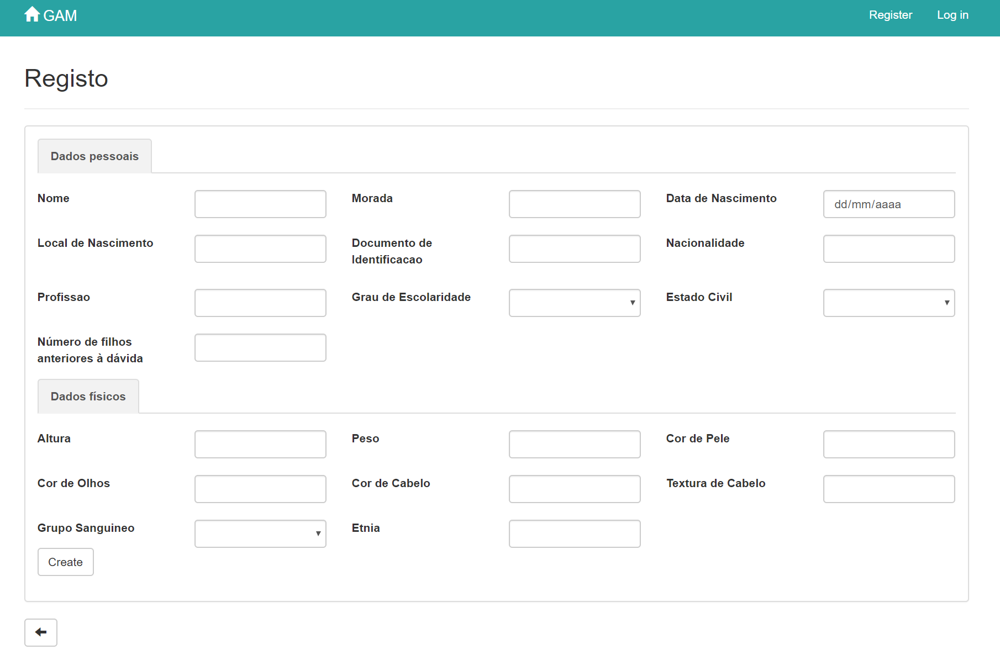 GAM
Register
Log in
Registo
Dados pessoais
Nome
Morada
Data de Nascimento
dd/mm/aaaa
Local de Nascimento
Documento de
Identificacao
Nacionalidade
Profissao
Grau de Escolaridade
Estado Civil
Número de filhos
anteriores à dávida
Dados físicos
Altura
Peso
Cor de Pele
Cor de Olhos
Cor de Cabelo
Textura de Cabelo
Grupo Sanguineo
Etnia
Create